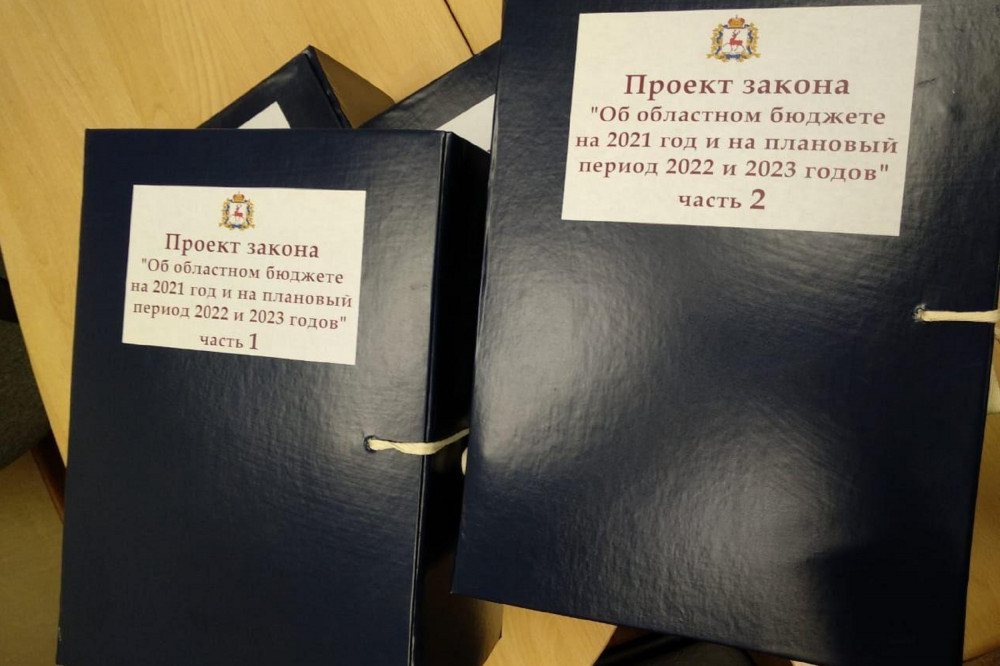 Проект закона
"Об областном бюджете
на 2021 год и на плановый
период 2022 и 2023 годов"
часть 1
Проект закона
"Об областном бюджете
на 2021 год и на плановый
период 2022 и 2023 годов"
часть 2